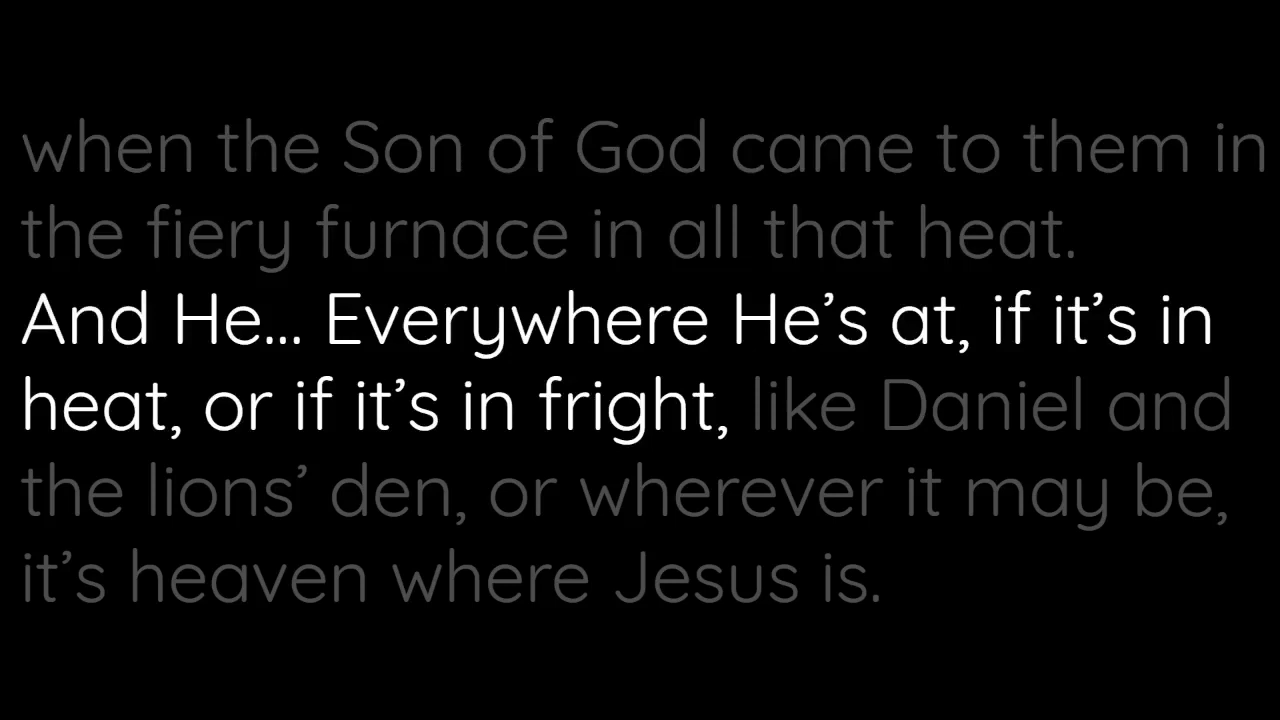 when the Son of God came to them in
the fiery furnace in all that heat.
And He... Everywhere He’s at, if it’s in
heat, or if it’s in fright, like Daniel and
the lions’ den, or wherever it may be,
it’s heaven where Jesus is.